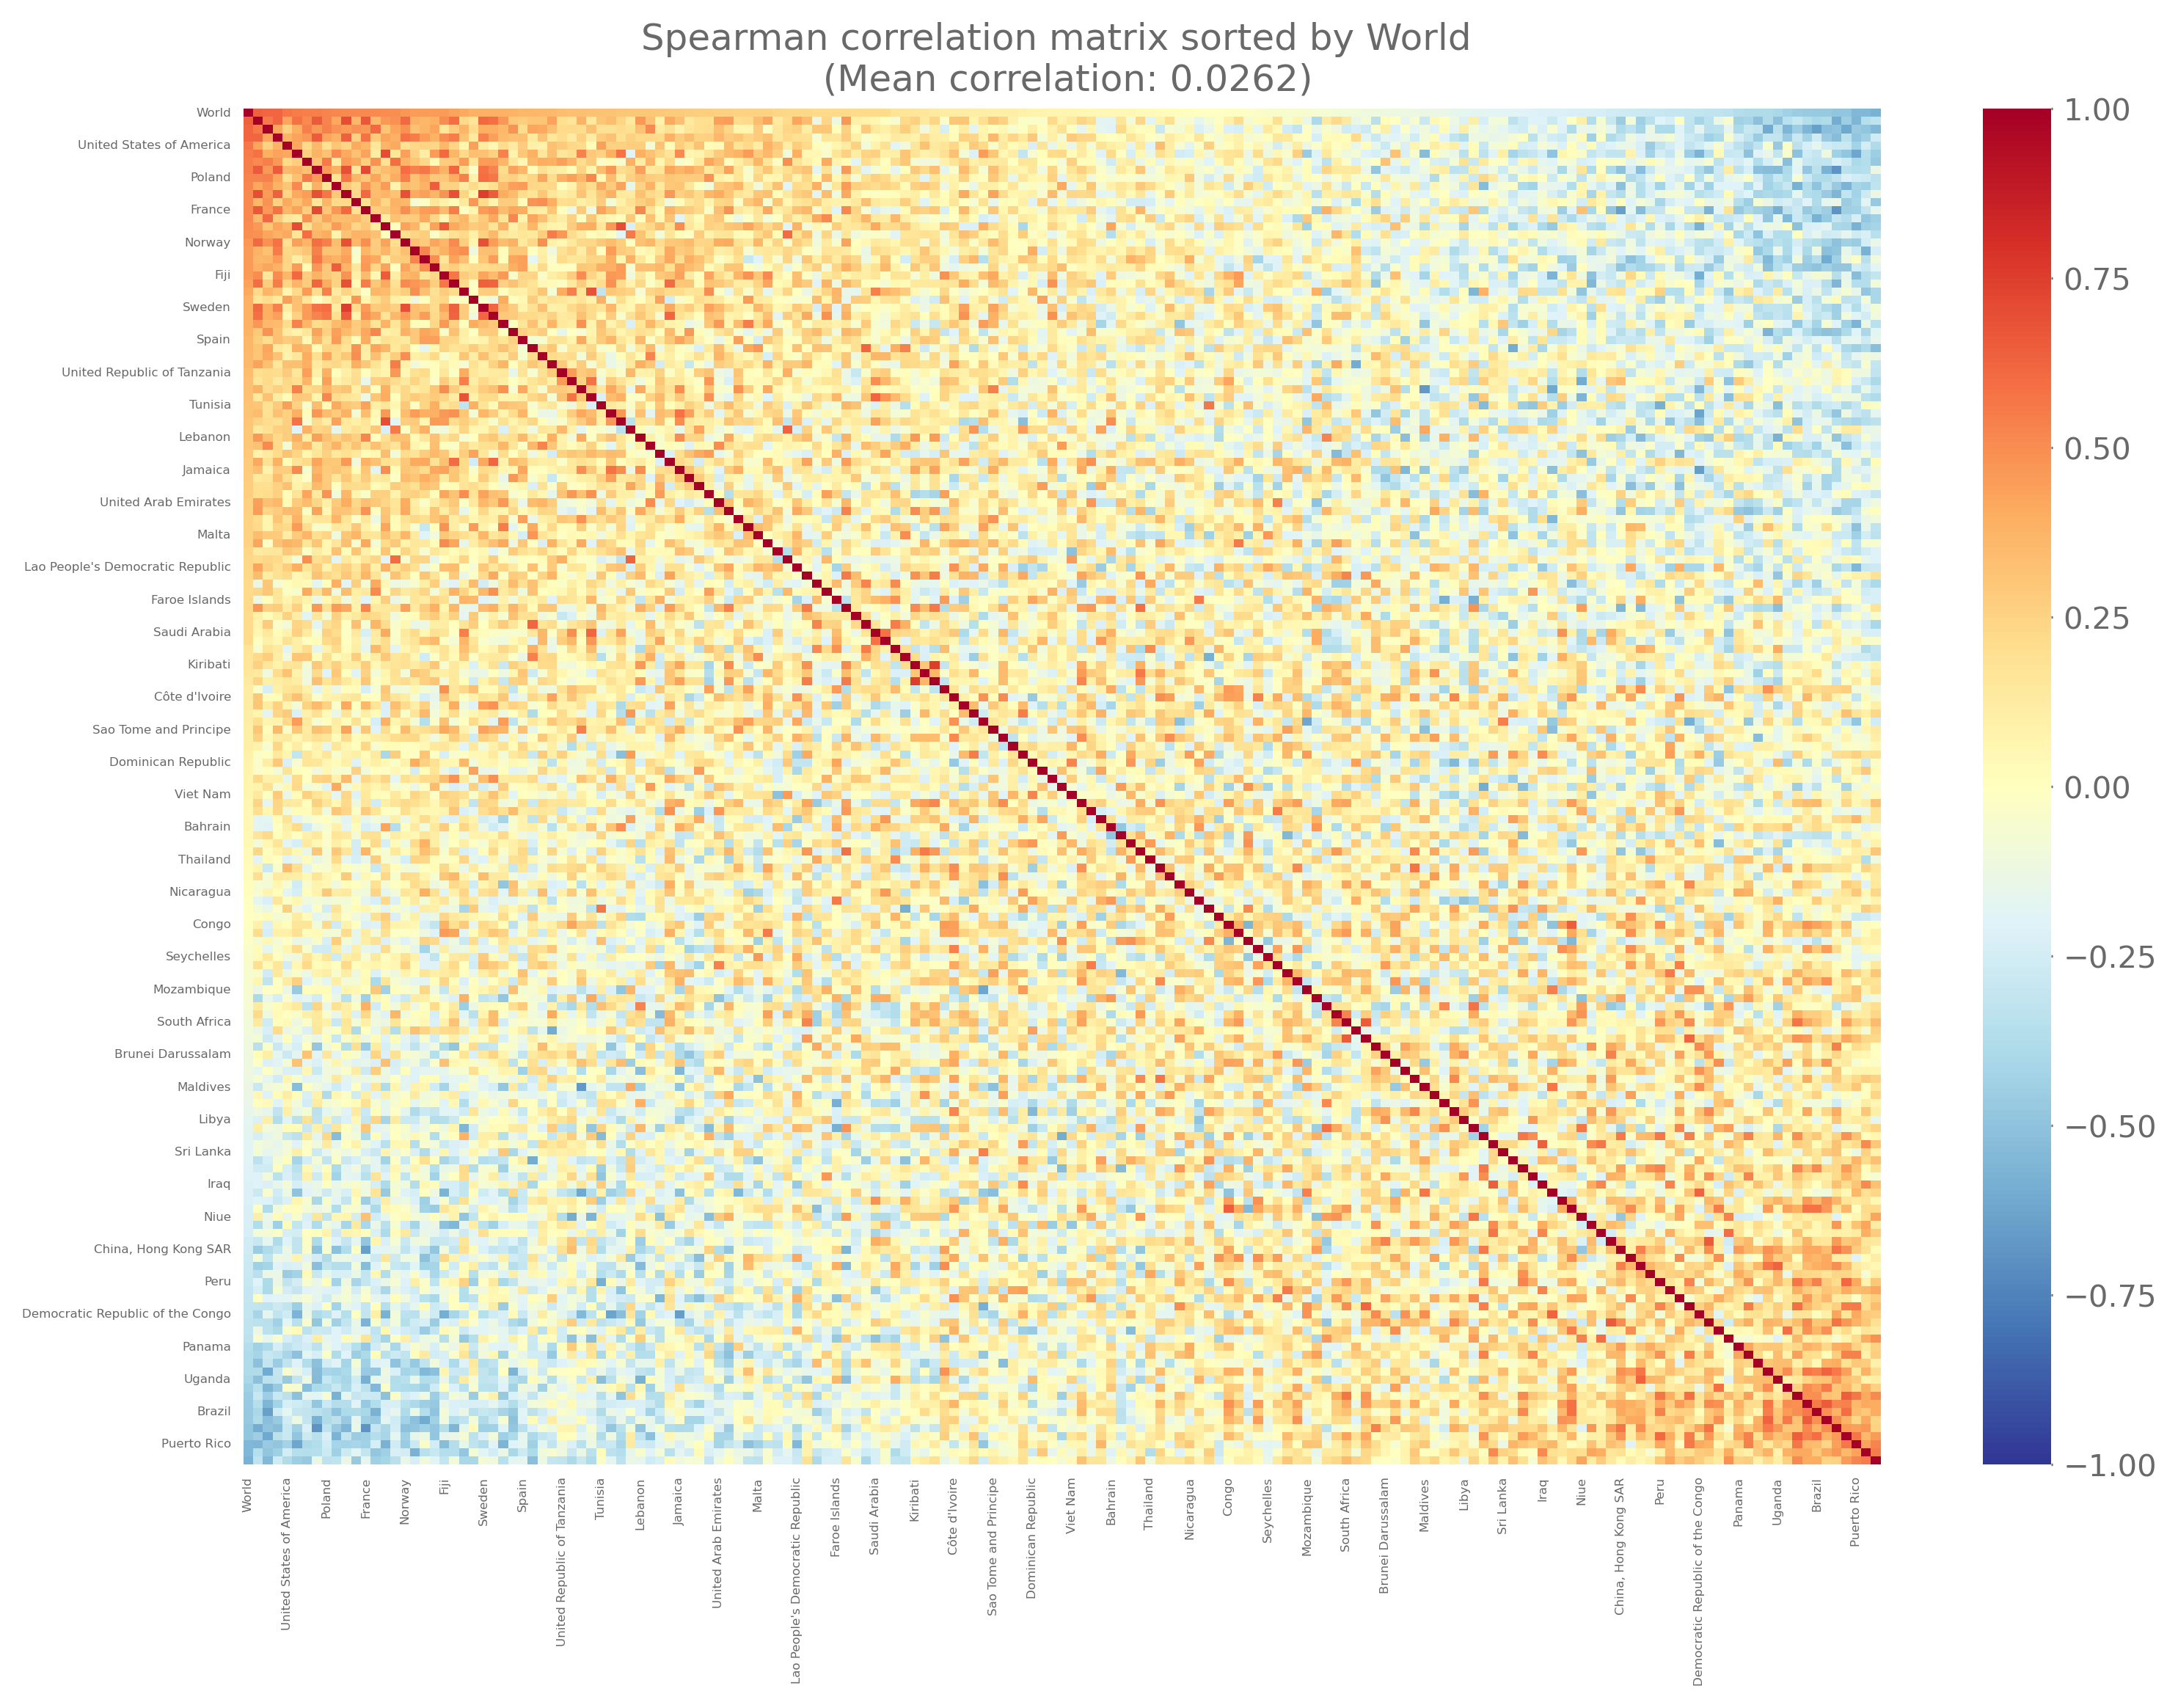 Spearman correlation matrix sorted by World
(Mean correlation: 0.0262)
World
United States of America
Poland
France
Norway
Fiji
Sweden
Spain
United Republic of Tanzania
Tunisia
Lebanon
Jamaica
United Arab Emirates
Malta
Lao People's Democratic Republic
Faroe Islands
Saudi Arabia
Kiribati
Côte d'Ivoire
Sao Tome and Principe
Dominican Republic
Viet Nam
Bahrain
Thailand
Nicaragua
Congo
Seychelles
Mozambique
South Africa
Brunei Darussalam
Maldives
Libya
Sri Lanka
Iraq
Niue
China, Hong Kong SAR
Peru
Democratic Republic of the Congo
Panama
Uganda
Brazil
Puerto Rico
World
United States of America
Poland
France
Norway
Fiji
Sweden
Spain
United Republic of Tanzania
Tunisia
Lebanon
Jamaica
United Arab Emirates
Malta
Lao People's Democratic Republic
Faroe Islands
Saudi Arabia
Kiribati
Côte d'Ivoire
Sao Tome and Principe
Dominican Republic
Viet Nam
Bahrain
Thailand
Nicaragua
Congo
Seychelles
Mozambique
South Africa
Brunei Darussalam
Maldives
Libya
Sri Lanka
Iraq
Niue
China, Hong Kong SAR
Peru
Democratic Republic of the Congo
Panama
Uganda
Brazil
Puerto Rico
1.00
0.75
0.50
0.25
0.00
−0.25
−0.50
−0.75
−1.00